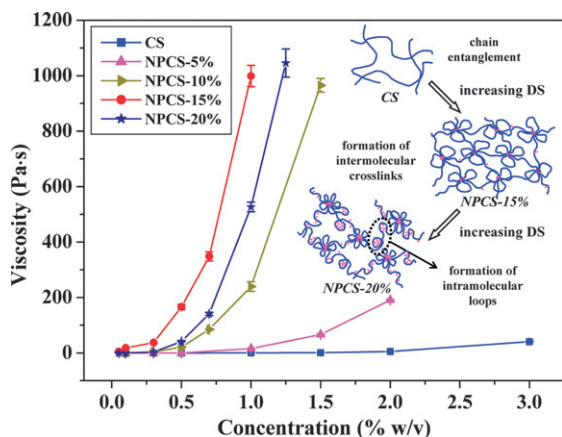 1200
1000
800
600
400
200
0
Viscosity (Pa·s)
CS
NPCS-5%
NPCS-10%
NPCS-15%
NPCS-20%
chain
entanglement
CS
increasing DS
formation of
intermolecular
crosslinks
NPCS-15%
increasing DS
NPCS-20%
formation of
intramolecular
loops
0.0 0.5 1.0 1.5 2.0 2.5 3.0
Concentration (% w/v)